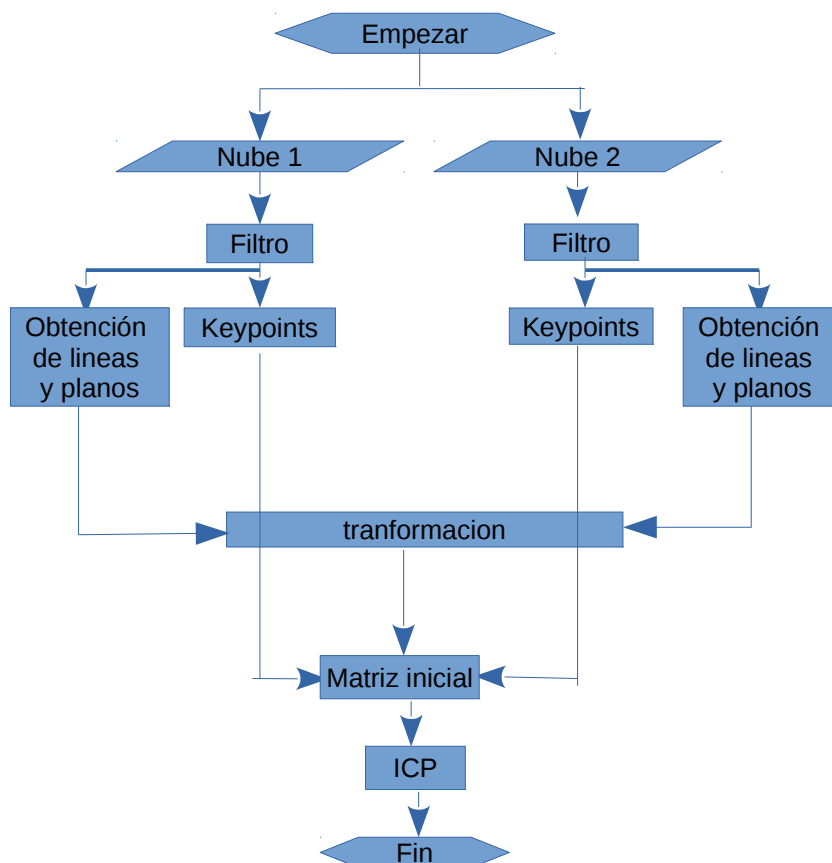 Empezar
Nube 1
Nube 2
Filtro
Filtro
Obtención
de lineas
y planos
Keypoints
Keypoints
Obtención
de lineas
y planos
tranformacion
Matriz inicial
ICP
Fin